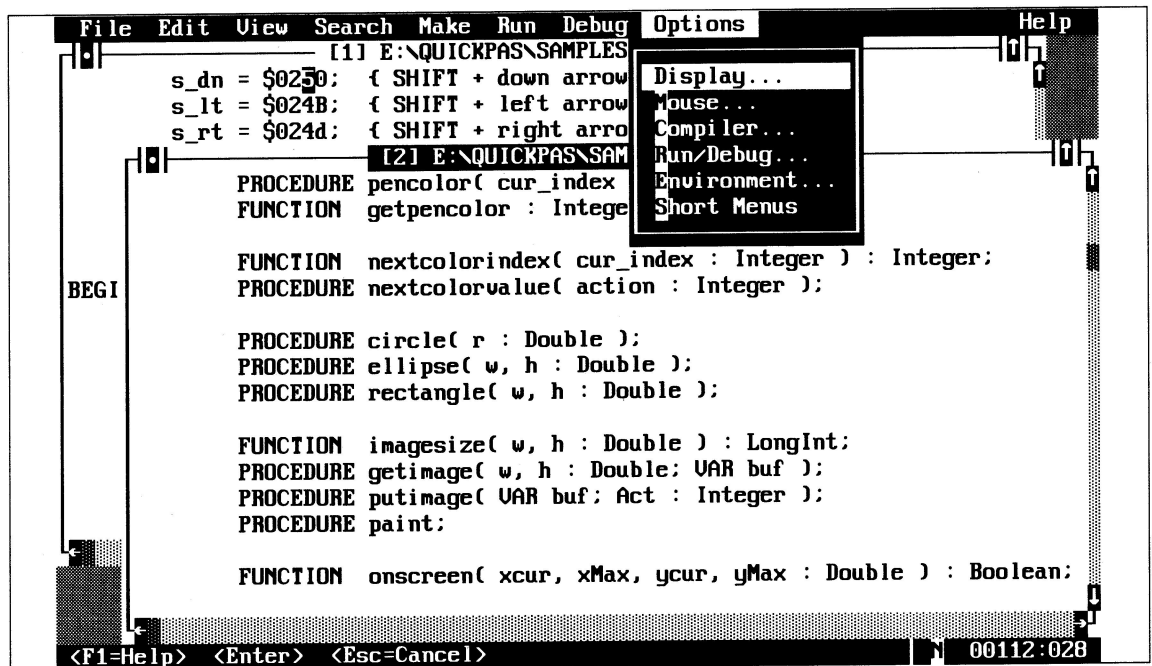 File Edit View Search Make Run Debug Options Help
[1] E:\QUICKPAS\SAMPLES
s_dn = $0250; { SHIFT + down arrow
s_lt = $024B; { SHIFT + left arrow
s_rt = $024d; { SHIFT + right arro
Display...
Mouse...
Compiler...
Run/Debug...
Environment...
Short Menus
[2] E:\QUICKPAS\SAM
PROCEDURE pencolor( cur_index
FUNCTION getpencolor : Intege
FUNCTION nextcolorindex( cur_index : Integer ) : Integer;
BEGI
PROCEDURE nextcolorvalue( action : Integer );
PROCEDURE circle( r : Double );
PROCEDURE ellipse( w, h : Double );
PROCEDURE rectangle( w, h : Double );
FUNCTION imagesize( w, h : Double ) : LongInt;
PROCEDURE getimage( w, h : Double; VAR buf );
PROCEDURE putimage( VAR buf; Act : Integer );
PROCEDURE paint;
FUNCTION onscreen( xcur, xMax, ycur, yMax : Double ) : Boolean;
<F1=Help> <Enter> <Esc=Cancel> N 00112:028